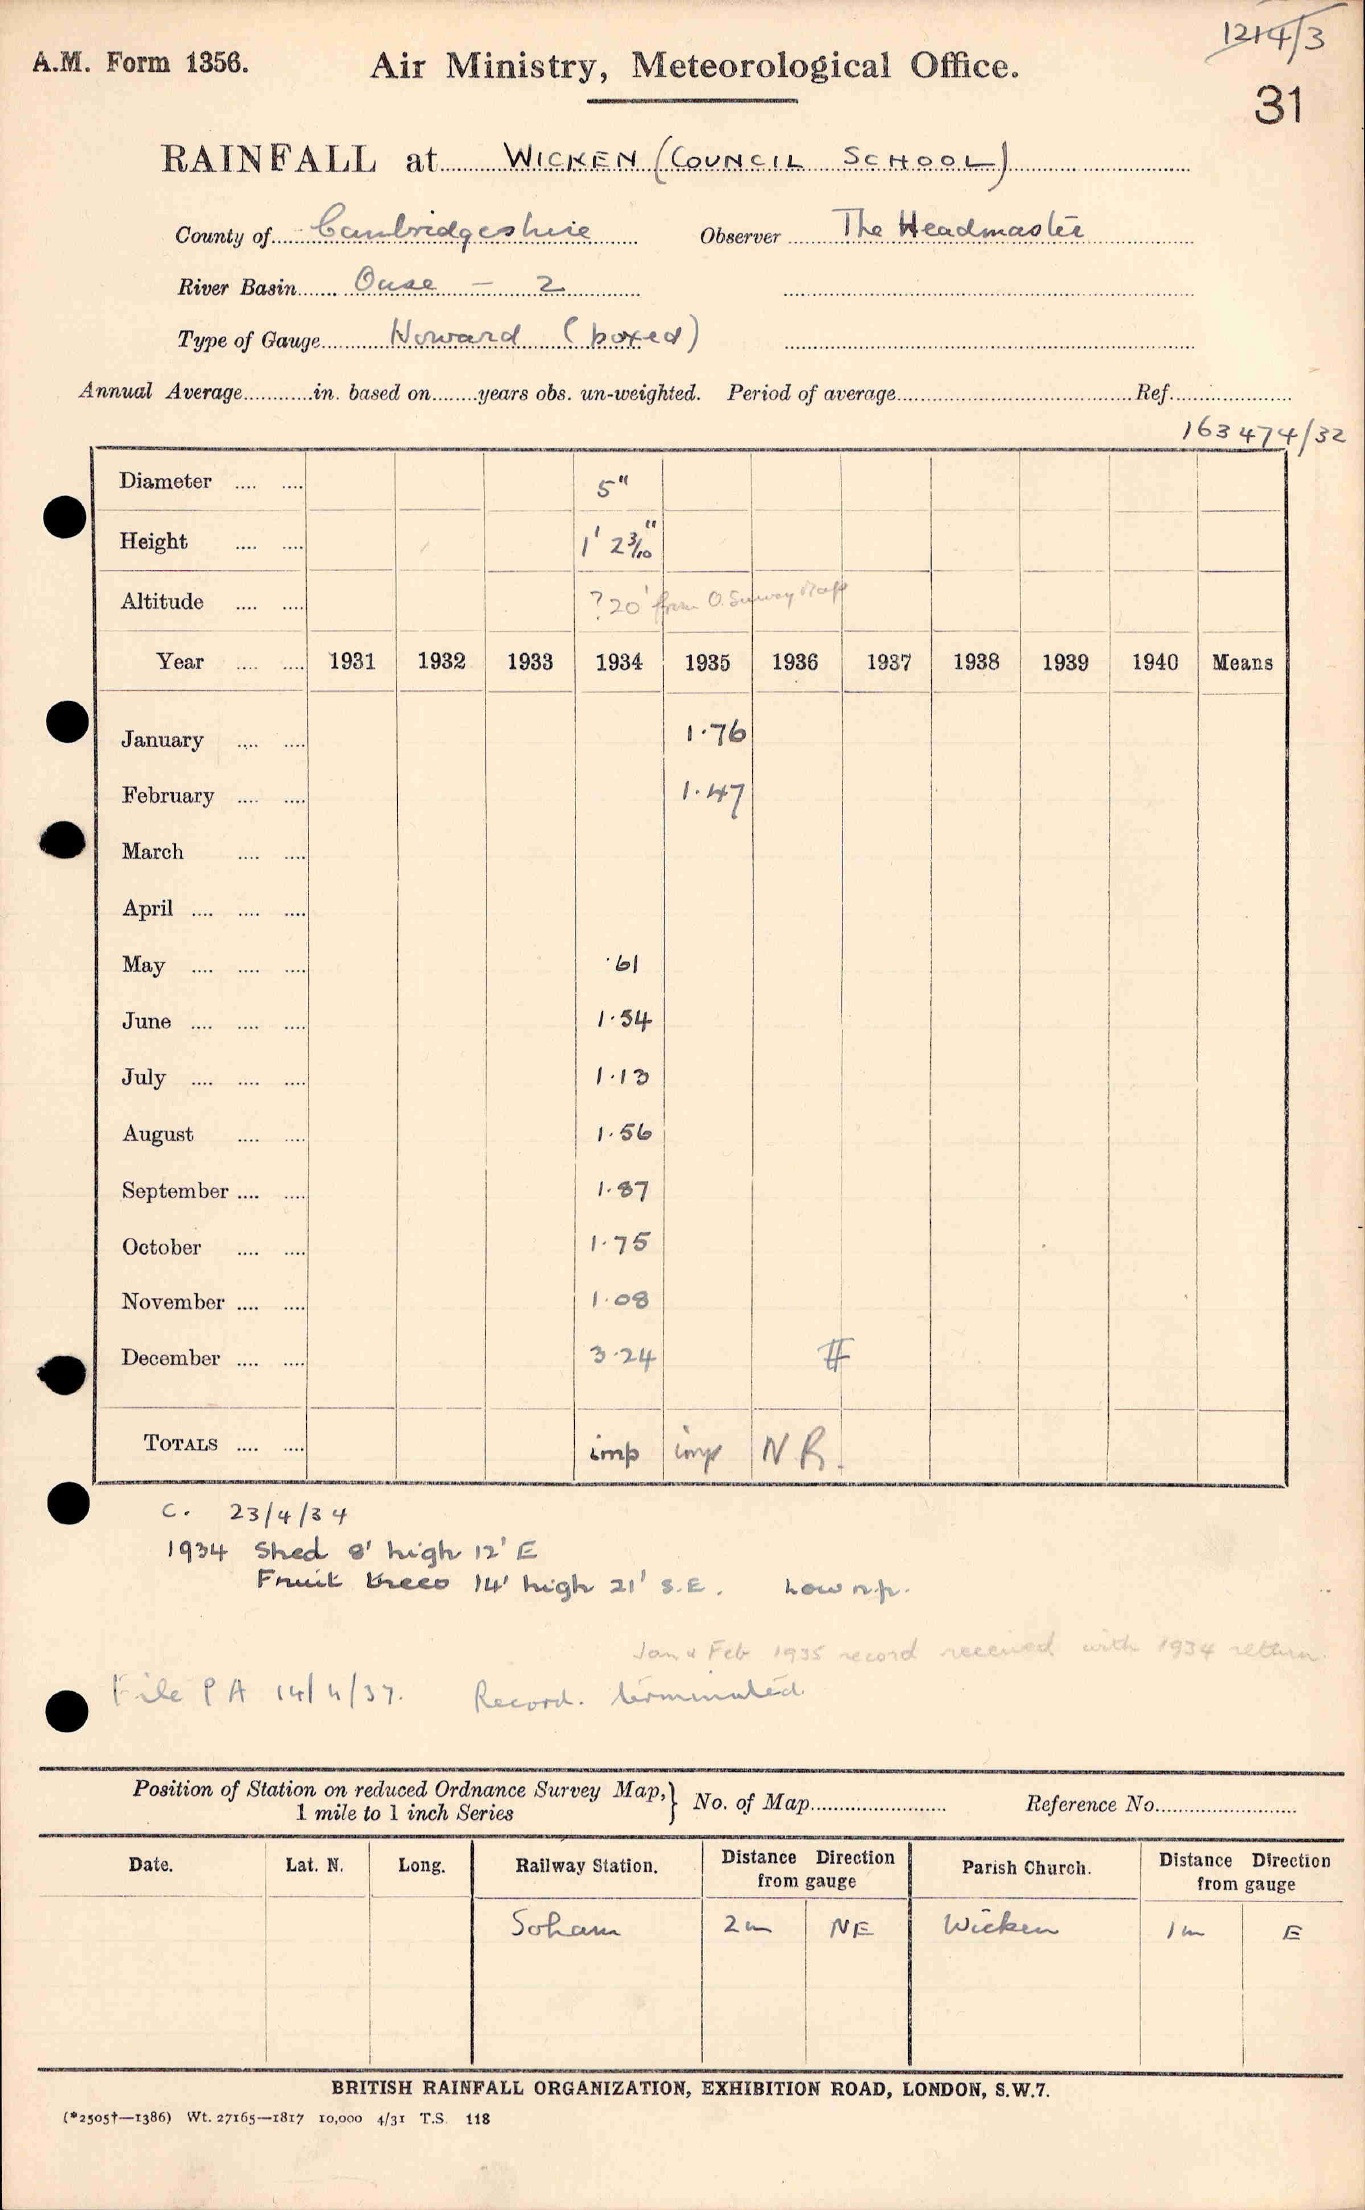 1214/3
A.M. Form 1356. Air Ministry, Meteorological Office.
31
RAINFALL at WICKEN (COUNCIL SCHOOL)
County of Cambridgeshire Observer The Headmaster
River Basin Ouse - 2
Type of Gauge Howard (boxed)
Annual Average in. based on years obs. un-weighted. Period of average Ref.
163474/32
Diameter 5"
Height 1' 2 3/10"
Altitude ? 20' from O. Survey Map
Year 1931 1932 1933 1934 1935 1936 1937 1938 1939 1940 Means
January 1·76
February 1·47
March
April
May ·61
June 1·54
July 1·13
August 1·56
September 1·87
October 1·75
November 1·08
December 3·24 #
TOTALS imp imp N.R.
C. 23/4/34
1934 Shed 8' high 12' E
Fruit trees 14' high 21' S.E. Low n.p.
Jan & Feb 1935 record received with 1934 return
File P A 14/4/37. Record. terminated
Position of Station on reduced Ordnance Survey Map, } No. of Map Reference No.
1 mile to 1 inch Series
Date. Lat. N. Long. Railway Station. Distance Direction from gauge Parish Church. Distance Direction from gauge
Soham 2m NE Wicken 1m E
BRITISH RAINFALL ORGANIZATION, EXHIBITION ROAD, LONDON, S.W.7.
(*2505†—1386) Wt. 27165—1817 10,000 4/31 T.S. 118